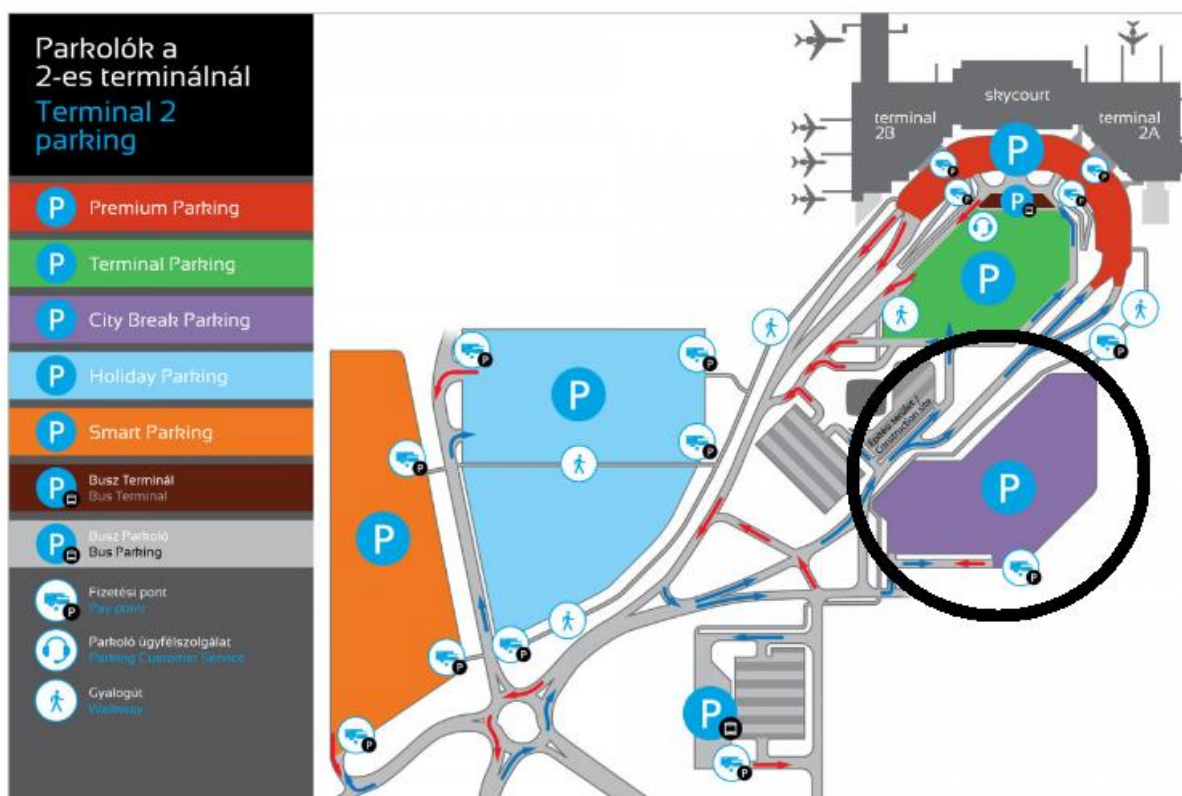 Parkolók a
2-es terminálnál
Terminal 2
parking
P Premium Parking
P Terminal Parking
P City Break Parking
P Holiday Parking
P Smart Parking
P Busz Terminál
Bus Terminal
P Busz Parkoló
Bus Parking
P Fizetési pont
Pay point
Parkoló ügyfélszolgálat
Parking Customer Service
Gyalogút
Walkway
skycourt
terminal
2B
terminal
2A
P
P
P
P
P
P
P
P
P
P
Építési terület /
Construction site
P
P
P
P
P
P
P
P
P
P
P
P